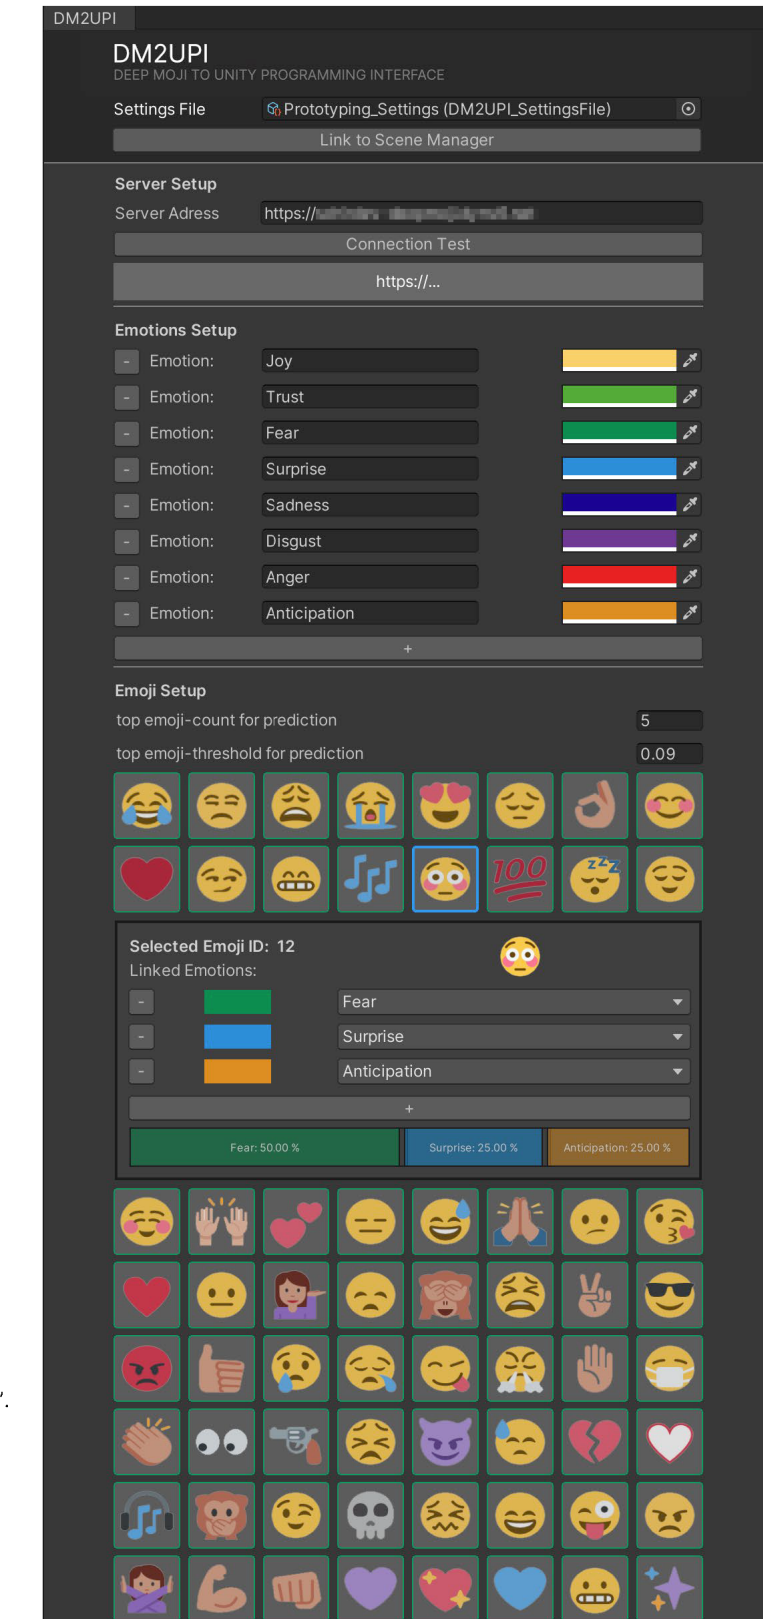 DM2UPI
DM2UPI
DEEP MOJI TO UNITY PROGRAMMING INTERFACE
Settings File Prototyping_Settings (DM2UPI_SettingsFile)
Link to Scene Manager
Server Setup
Server Adress https://
Connection Test
https://...
Emotions Setup
- Emotion: Joy
- Emotion: Trust
- Emotion: Fear
- Emotion: Surprise
- Emotion: Sadness
- Emotion: Disgust
- Emotion: Anger
- Emotion: Anticipation
+
Emoji Setup
top emoji-count for prediction 5
top emoji-threshold for prediction 0.09
100 zzz
Selected Emoji ID: 12
Linked Emotions:
- Fear
- Surprise
- Anticipation
+
Fear: 50.00 % Surprise: 25.00 % Anticipation: 25.00 %
".